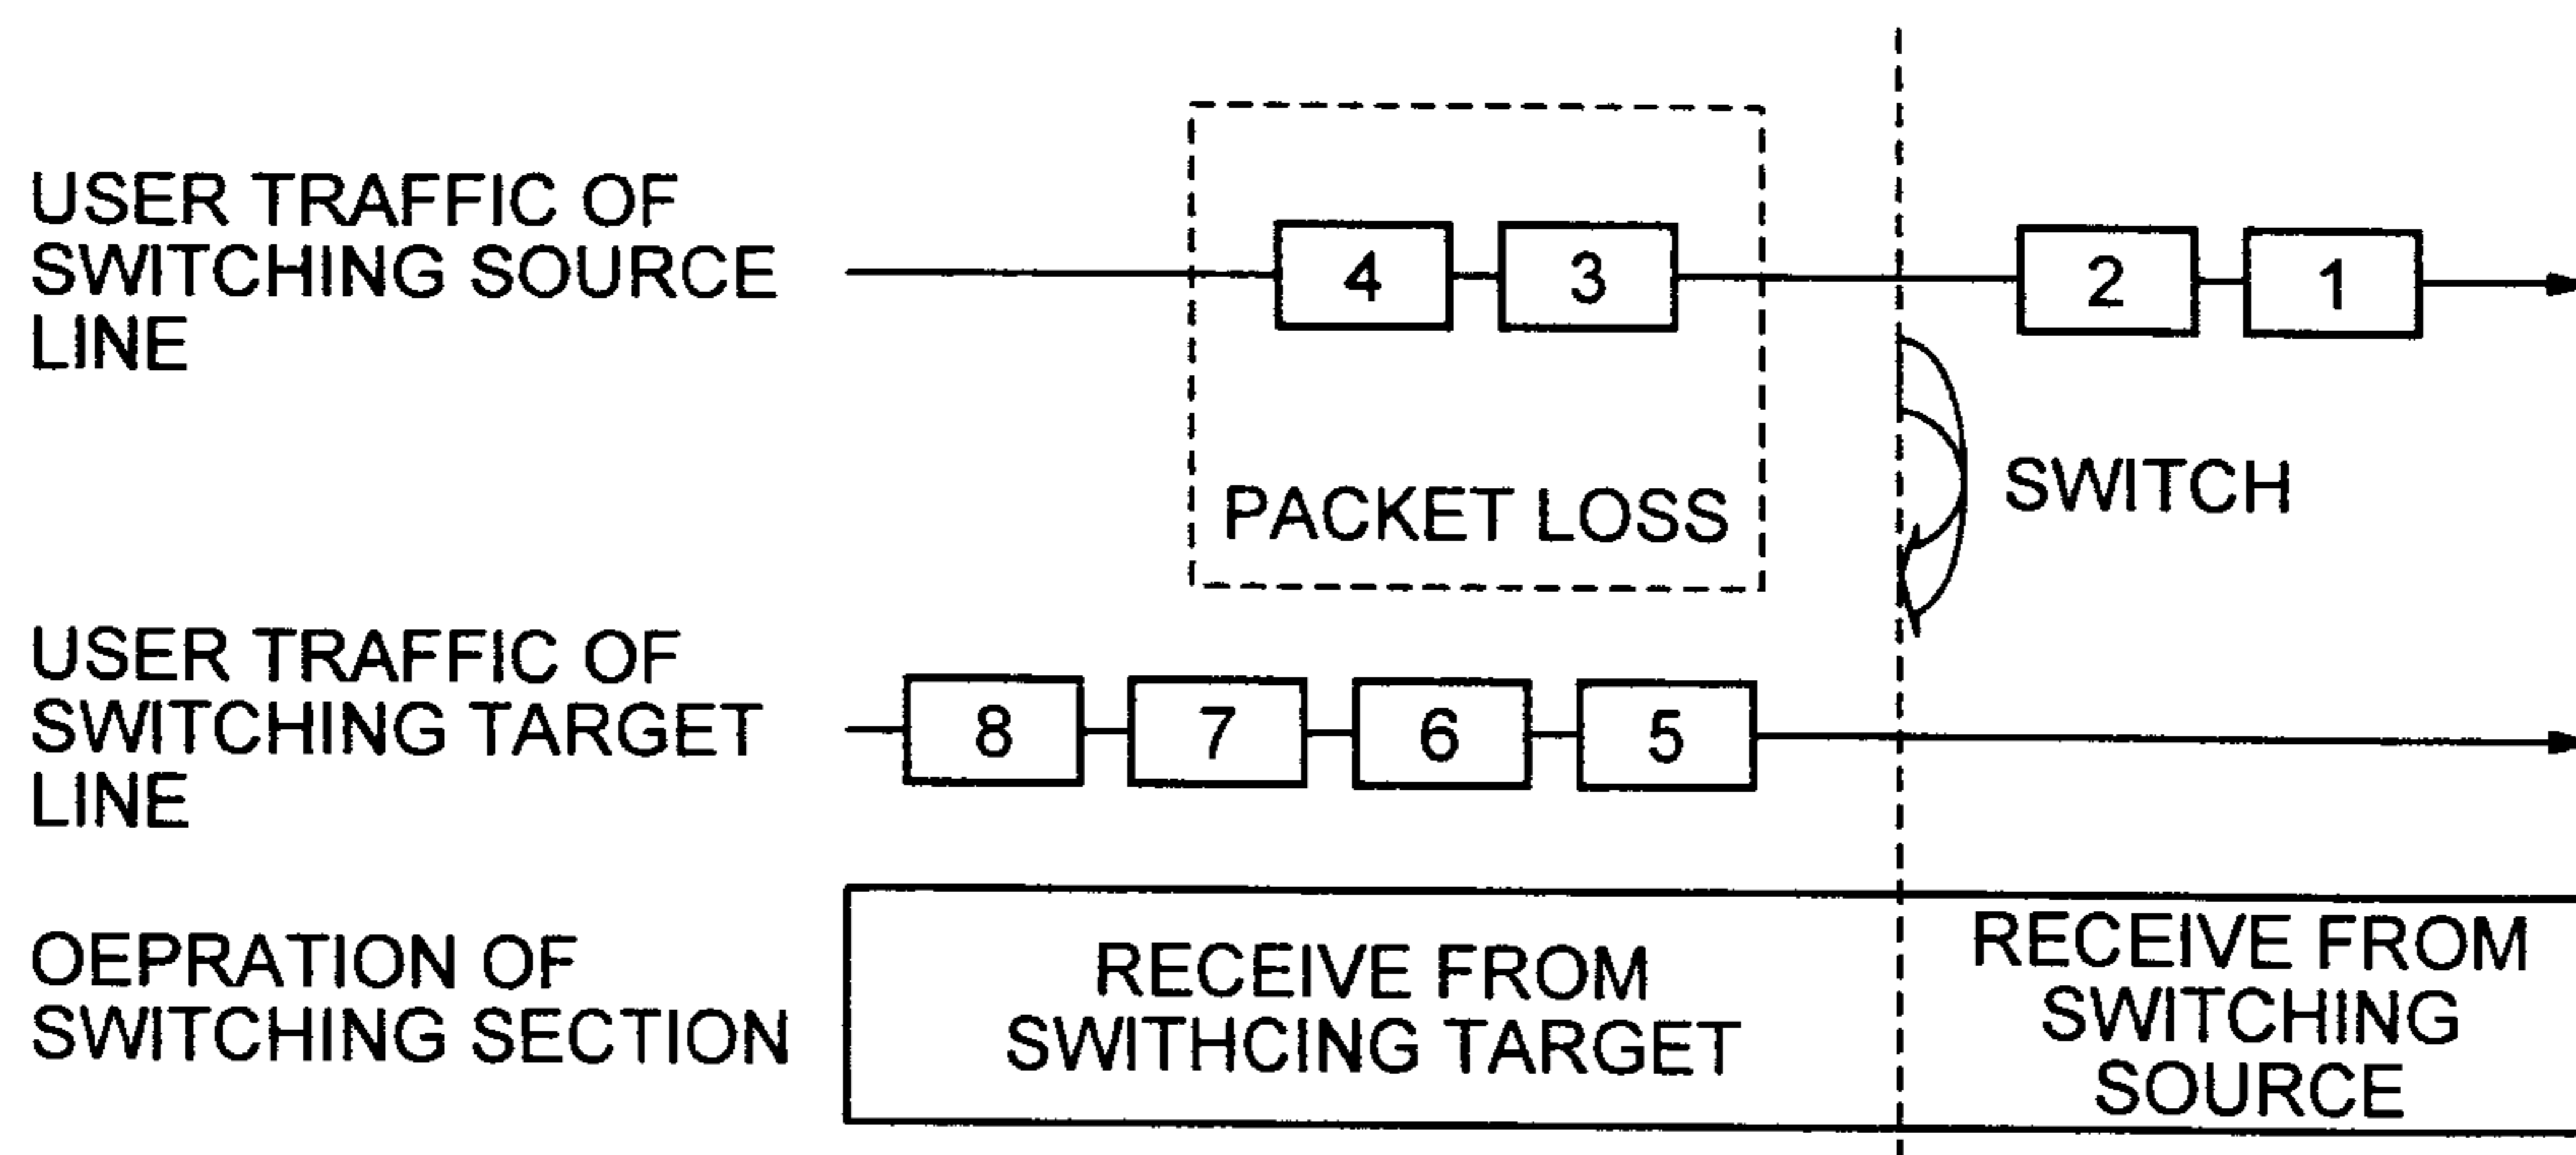 USER TRAFFIC OF
SWITCHING SOURCE
LINE
4
3
2
1
PACKET LOSS
SWITCH
USER TRAFFIC OF
SWITCHING TARGET
LINE
8
7
6
5
OEPRATION OF
SWITCHING SECTION
RECEIVE FROM
SWITHCING TARGET
RECEIVE FROM
SWITCHING
SOURCE